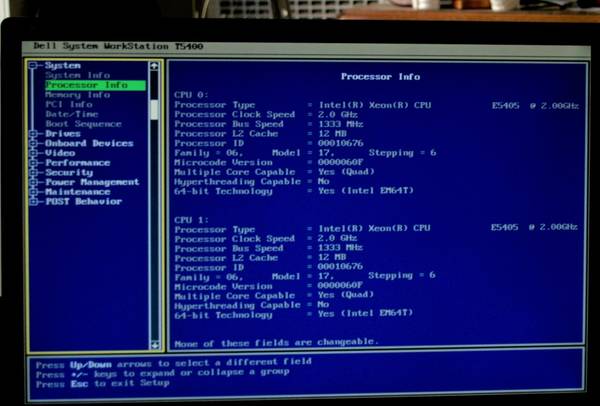 Dell System WorkStation T5400
System
System Info
Processor Info
Memory Info
PCI Info
Date/Time
Boot Sequence
Drives
Onboard Devices
Video
Performance
Security
Power Management
Maintenance
POST Behavior
Processor Info
CPU 0:
Processor Type = Intel(R) Xeon(R) CPU E5405 @ 2.00GHz
Processor Clock Speed = 2.0 GHz
Processor Bus Speed = 1333 MHz
Processor L2 Cache = 12 MB
Processor ID = 00010676
Family = 06, Model = 17, Stepping = 6
Microcode Version = 0000060F
Multiple Core Capable = Yes (Quad)
Hyperthreading Capable = No
64-bit Technology = Yes (Intel EM64T)
CPU 1:
Processor Type = Intel(R) Xeon(R) CPU E5405 @ 2.00GHz
Processor Clock Speed = 2.0 GHz
Processor Bus Speed = 1333 MHz
Processor L2 Cache = 12 MB
Processor ID = 00010676
Family = 06, Model = 17, Stepping = 6
Microcode Version = 0000060F
Multiple Core Capable = Yes (Quad)
Hyperthreading Capable = No
64-bit Technology = Yes (Intel EM64T)
None of these fields are changeable.
Press Up/Down arrows to select a different field
Press +/- keys to expand or collapse a group
Press Esc to exit Setup